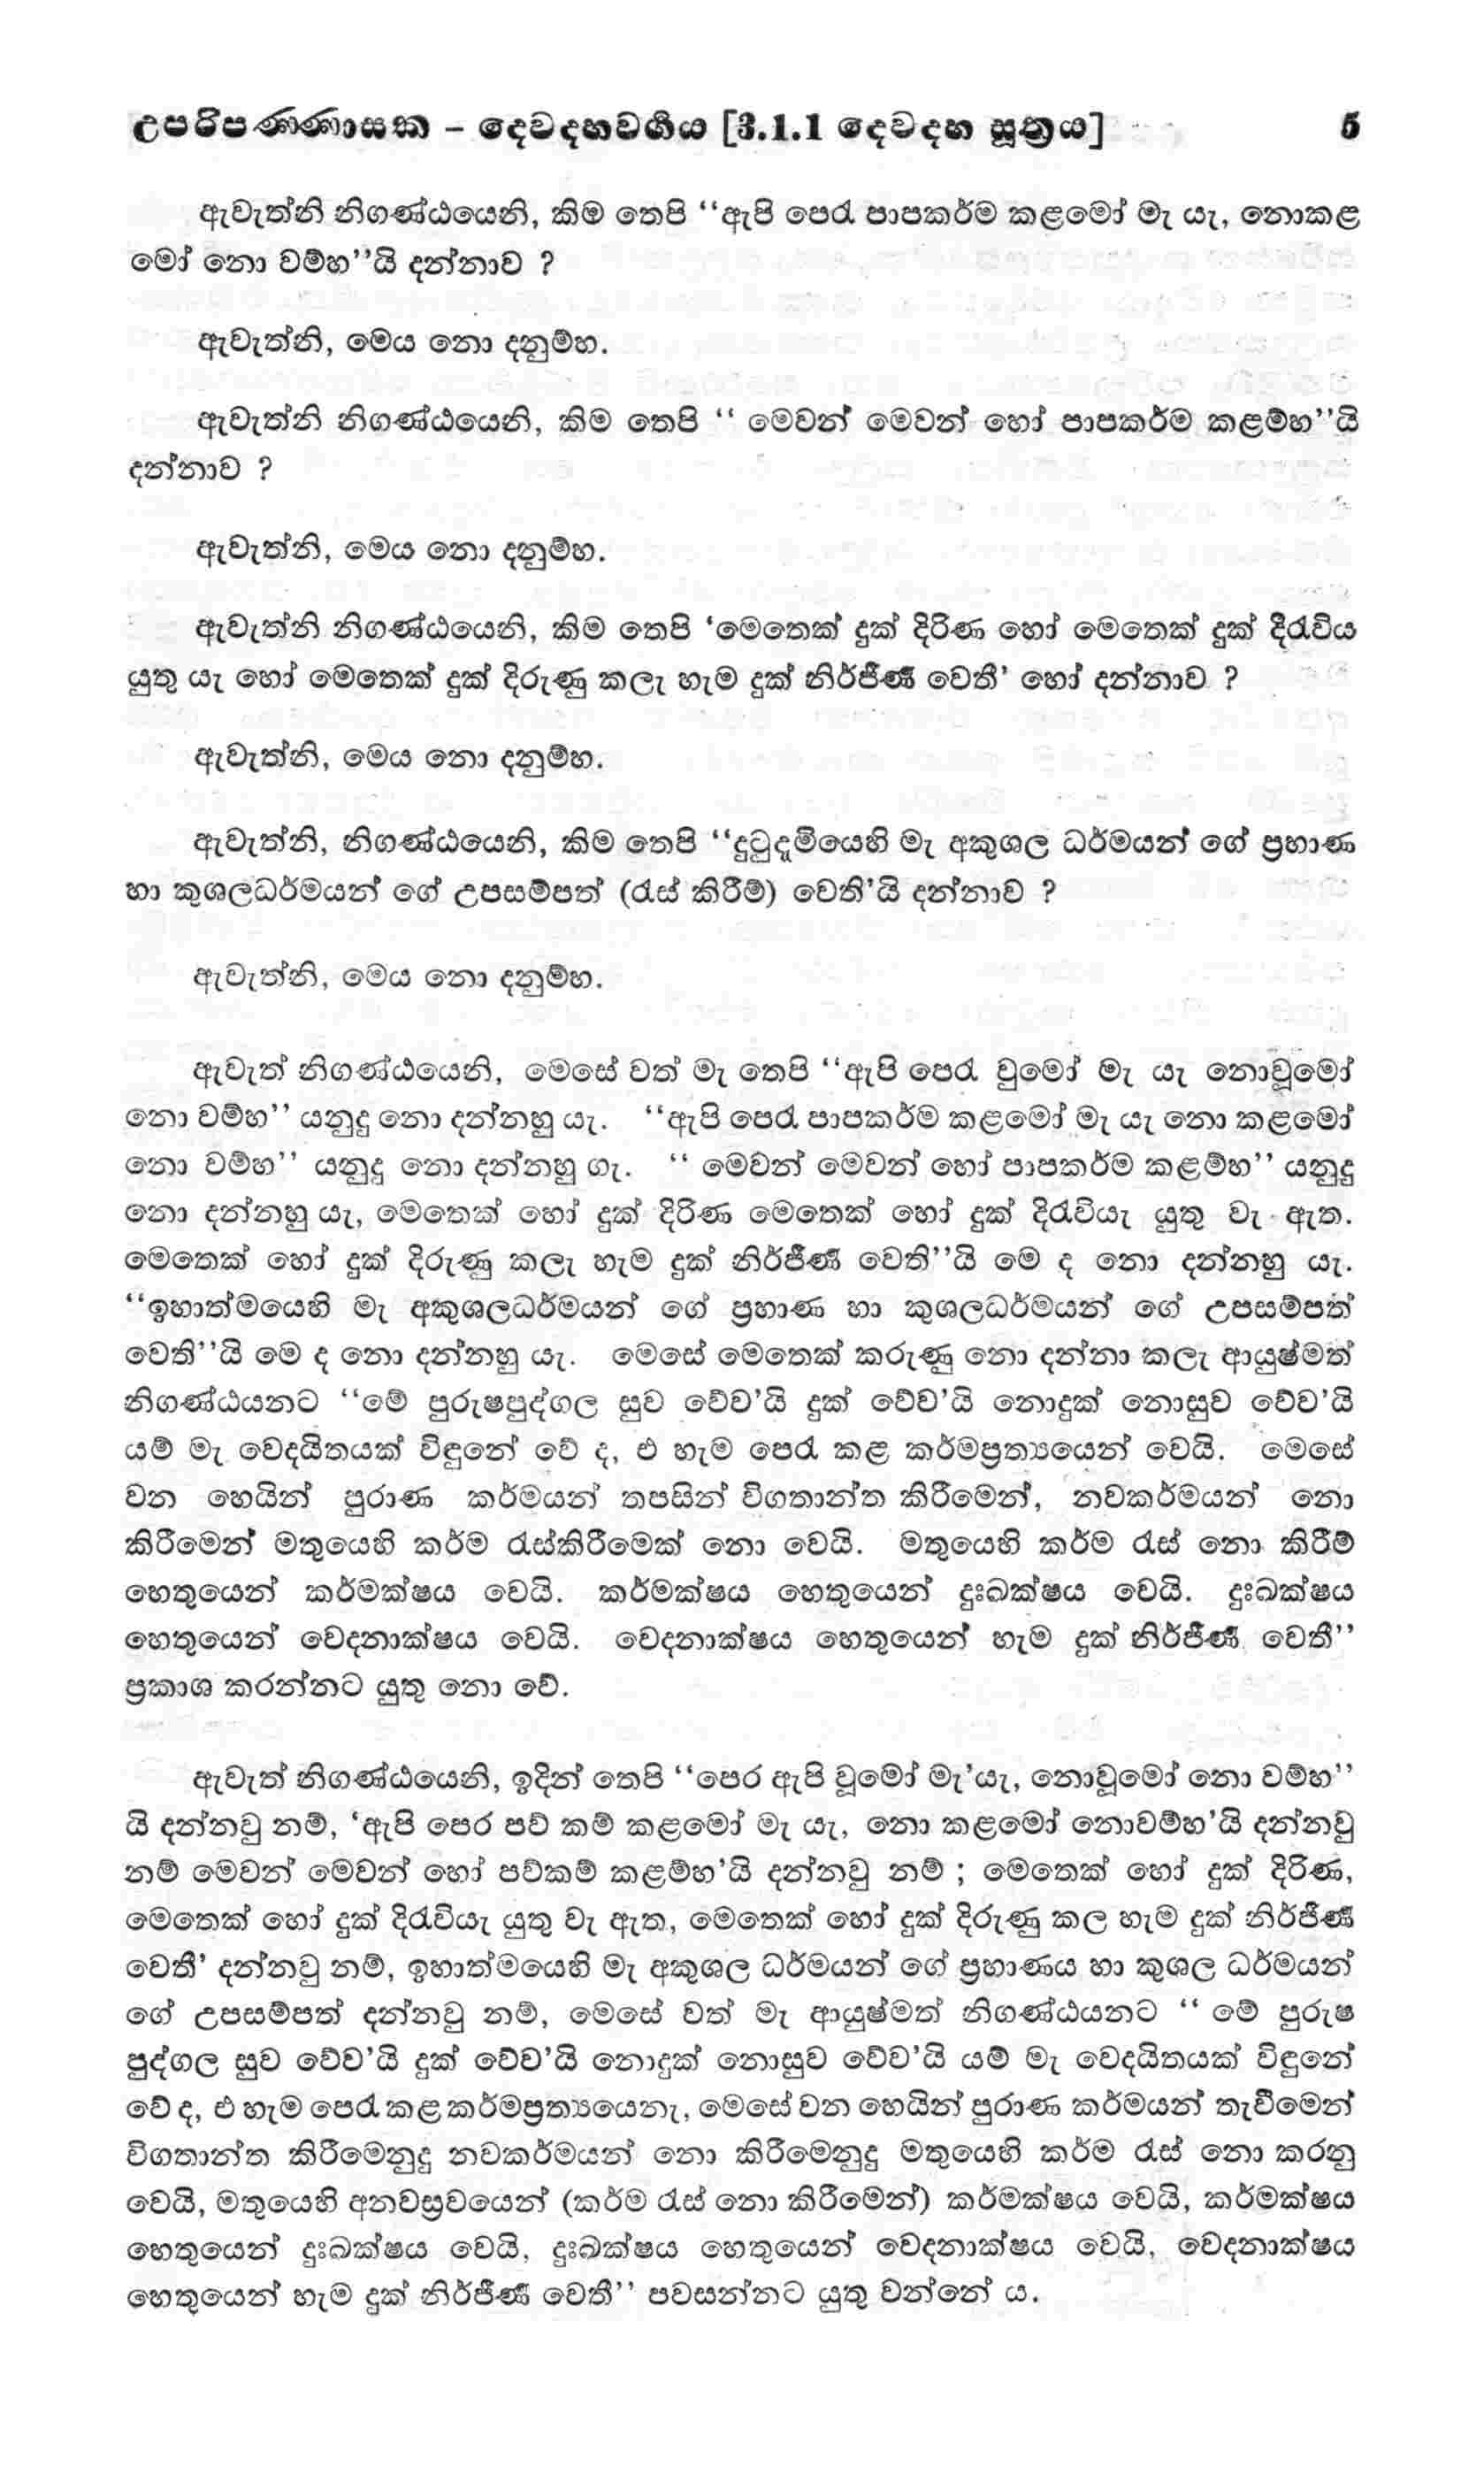 උපරිපණ්ණාසක – දෙවදහවර්ගය [3.1.1 දෙවදහ සූත්‍රය] 5
ඇවැත්නි නිගණ්ඨයෙනි, කිම තෙපි ‘‘ඇපි පෙරැ පාපකර්ම කළමෝ මැ යැ, නොකළ
මෝ නො වම්හ’’යි දන්නාව ?
ඇවැත්නි, මෙය නො දනුම්හ.
ඇවැත්නි නිගණ්ඨයෙනි, කිම තෙපි ‘‘ මෙවන් මෙවන් හෝ පාපකර්ම කළම්හ’’යි
දන්නාව ?
ඇවැත්නි, මෙය නො දනුම්හ.
ඇවැත්නි නිගණ්ඨයෙනි, කිම තෙපි ‘මෙතෙක් දුක් දිරිණ හෝ මෙතෙක් දුක් දිරැවිය
යුතු යැ හෝ මෙතෙක් දුක් දිරුණු කලැ හැම දුක් නිර්ජීර්ණ වෙතී’ හෝ දන්නාව ?
ඇවැත්නි, මෙය නො දනුම්හ.
ඇවැත්නි, නිගණ්ඨයෙනි, කිම තෙපි ‘‘දුටුදැමියෙහි මැ අකුශල ධර්මයන් ගේ ප්‍රහාණ
හා කුශලධර්මයන් ගේ උපසම්පත් (රැස් කිරීම්) වෙති’යි දන්නාව ?
ඇවැත්නි, මෙය නො දනුම්හ.
ඇවැත් නිගණ්ඨයෙනි, මෙසේ වත් මැ තෙපි ‘‘ඇපි පෙරැ වුමෝ මැ යැ නොවූමෝ
නො වම්හ’’ යනුදු නො දන්නහු යැ. ‘‘ඇපි පෙරැ පාපකර්ම කළමෝ මැ යැ නො කළමෝ
නො වම්හ’’ යනුදු නො දන්නහු ගැ. ‘‘ මෙවන් මෙවන් හෝ පාපකර්ම කළම්හ’’ යනුදු
නො දන්නහු යැ, මෙතෙක් හෝ දුක් දිරිණ මෙතෙක් හෝ දුක් දිරැවියැ යුතු වැ ඇත.
මෙතෙක් හෝ දුක් දිරුණු කලැ හැම දුක් නිර්ජීර්ණ වෙති’’යි මෙ ද නො දන්නහු යැ.
‘‘ඉහාත්මයෙහි මැ අකුශලධර්මයන් ගේ ප්‍රහාණ හා කුශලධර්මයන් ගේ උපසම්පත්
වෙති’’යි මෙ ද නො දන්නහු යැ. මෙසේ මෙතෙක් කරුණු නො දන්නා කලැ ආයුෂ්මත්
නිගණ්ඨයනට ‘‘මේ පුරුෂපුද්ගල සුව වේව’යි දුක් වේව’යි නොදුක් නොසුව වේව’යි
යම් මැ වෙදයිතයක් විඳුනේ වේ ද, එ හැම පෙරැ කළ කර්මප්‍රත්‍යයෙන් වෙයි. මෙසේ
වන හෙයින් පුරාණ කර්මයන් තපසින් විගතාන්ත කිරීමෙන්, නවකර්මයන් නො
කිරීමෙන් මතුයෙහි කර්ම රැස්කිරීමෙක් නො වෙයි. මතුයෙහි කර්ම රැස් නො කිරීම්
හෙතුයෙන් කර්මක්ෂය වෙයි. කර්මක්ෂය හෙතුයෙන් දුඃඛක්ෂය වෙයි. දුඃඛක්ෂය
හෙතුයෙන් වෙදනාක්ෂය වෙයි. වෙදනාක්ෂය හෙතුයෙන් හැම දුක් නිර්ජීර්ණ වෙතී’’
ප්‍රකාශ කරන්නට යුතු නො වේ.
ඇවැත් නිගණ්ඨයෙනි, ඉදින් තෙපි ‘‘පෙර ඇපි වූමෝ මැ’යැ, නොවූමෝ නො වම්හ’’
යි දන්නවු නම්, ‘ඇපි පෙර පව් කම් කළමෝ මැ යැ, නො කළමෝ නොවම්හ’යි දන්නවු
නම් මෙවන් මෙවන් හෝ පව්කම් කළම්හ’යි දන්නවු නම් ; මෙතෙක් හෝ දුක් දිරිණ,
මෙතෙක් හෝ දුක් දිරැවියැ යුතු වැ ඇත, මෙතෙක් හෝ දුක් දිරුණු කල හැම දුක් නිර්ජීර්ණ
වෙතී’ දන්නවු නම්, ඉහාත්මයෙහි මැ අකුශල ධර්මයන් ගේ ප්‍රහාණය හා කුශල ධර්මයන්
ගේ උපසම්පත් දන්නවු නම්, මෙසේ වත් මැ ආයුෂ්මත් නිගණ්ඨයනට ‘‘ මේ පුරුෂ
පුද්ගල සුව වේව’යි දුක් වේව’යි නොදුක් නොසුව වේව’යි යම් මැ වෙදයිතයක් විඳුනේ
වේ ද, එ හැම පෙරැ කළ කර්මප්‍රත්‍යයෙනැ, මෙසේ වන හෙයින් පුරාණ කර්මයන් තැවීමෙන්
විගතාන්ත කිරීමෙනුදු නවකර්මයන් නො කිරීමෙනුදු මතුයෙහි කර්ම රැස් නො කරනු
වෙයි, මතුයෙහි අනවස්‍රවයෙන් (කර්ම රැස් නො කිරීමෙන්) කර්මක්ෂය වෙයි, කර්මක්ෂය
හෙතුයෙන් දුඃඛක්ෂය වෙයි, දුඃඛක්ෂය හෙතුයෙන් වෙදනාක්ෂය වෙයි, වෙදනාක්ෂය
හෙතුයෙන් හැම දුක් නිර්ජීර්ණ වෙතී’’ පවසන්නට යුතු වන්නේ ය.